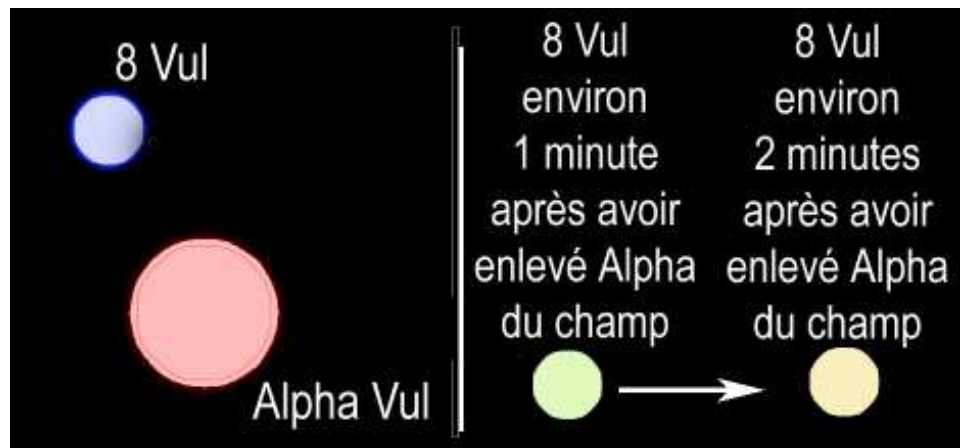 8 Vul
Alpha Vul
8 Vul
environ
1 minute
après avoir
enlevé Alpha
du champ
8 Vul
environ
2 minutes
après avoir
enlevé Alpha
du champ